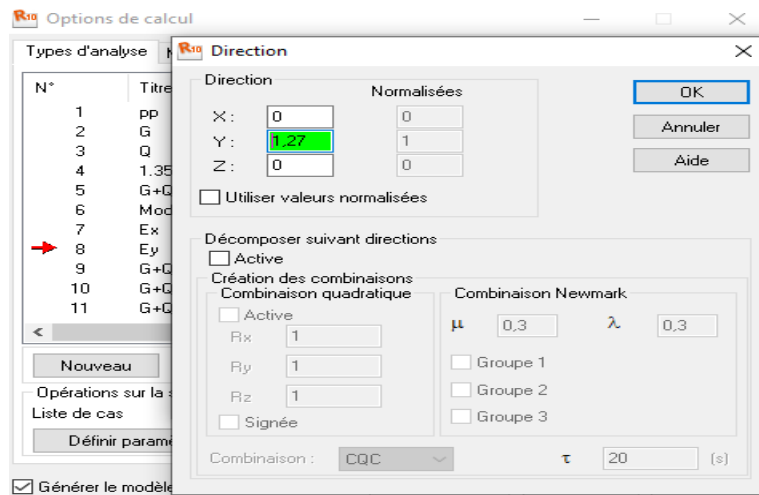 R10 Options de calcul
Types d'analyse
N° Titre
1 pp
2 G
3 Q
4 1.35
5 G+Q
6 Mod
7 Ex
8 Ey
9 G+Q
10 G+Q
11 G+Q
Nouveau
Opérations sur la
Liste de cas
Définir paramè
Générer le modèle
R10 Direction
Direction
Normalisées
X : 0 0
Y : 1,27 1
Z : 0 0
Utiliser valeurs normalisées
OK
Annuler
Aide
Décomposer suivant directions
Active
Création des combinaisons
Combinaison quadratique
Active
Rx 1
Ry 1
Rz 1
Signée
Combinaison Newmark
μ 0,3 λ 0,3
Groupe 1
Groupe 2
Groupe 3
Combinaison : CQC τ 20 (s)